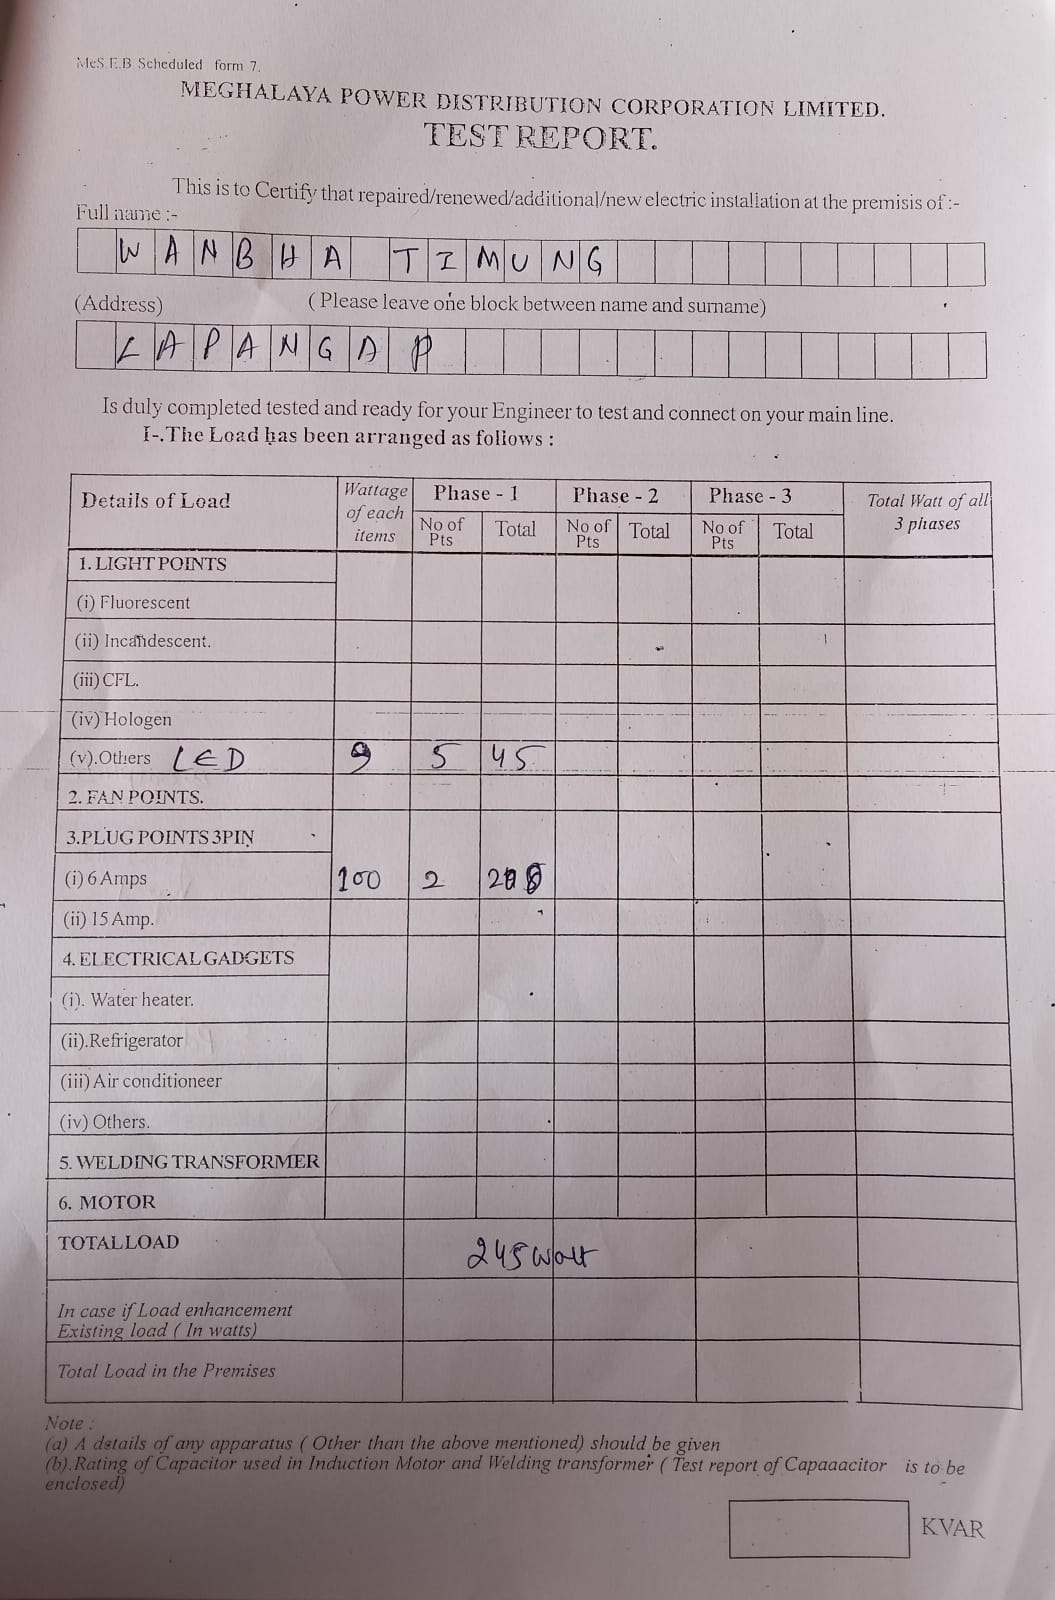 MeS.E.B Scheduled form 7.
MEGHALAYA POWER DISTRIBUTION CORPORATION LIMITED.
TEST REPORT.
This is to Certify that repaired/renewed/additional/new electric installation at the premisis of :-
Full name :-
WANBHA TIMUNG
(Address) ( Please leave one block between name and surname)
LAPANGAP
Is duly completed tested and ready for your Engineer to test and connect on your main line.
I-.The Load has been arranged as follows :
Details of Load Wattage of each items Phase - 1 Phase - 2 Phase - 3 Total Watt of all 3 phases
No of Pts Total No of Pts Total No of Pts Total
1. LIGHT POINTS
(i) Fluorescent
(ii) Incandescent.
(iii) CFL.
(iv) Hologen
(v).Others LED 9 5 45
2. FAN POINTS.
3.PLUG POINTS 3PIN
(i) 6 Amps 100 2
(ii) 15 Amp.
4. ELECTRICAL GADGETS
(i). Water heater.
(ii).Refrigerator
(iii) Air conditioneer
(iv) Others.
5. WELDING TRANSFORMER
6. MOTOR
TOTAL LOAD 245 watt
In case if Load enhancement
Existing load ( In watts)
Total Load in the Premises
Note :
(a) A details of any apparatus ( Other than the above mentioned) should be given
(b).Rating of Capacitor used in Induction Motor and Welding transformer ( Test report of Capaaacitor is to be
enclosed)
KVAR